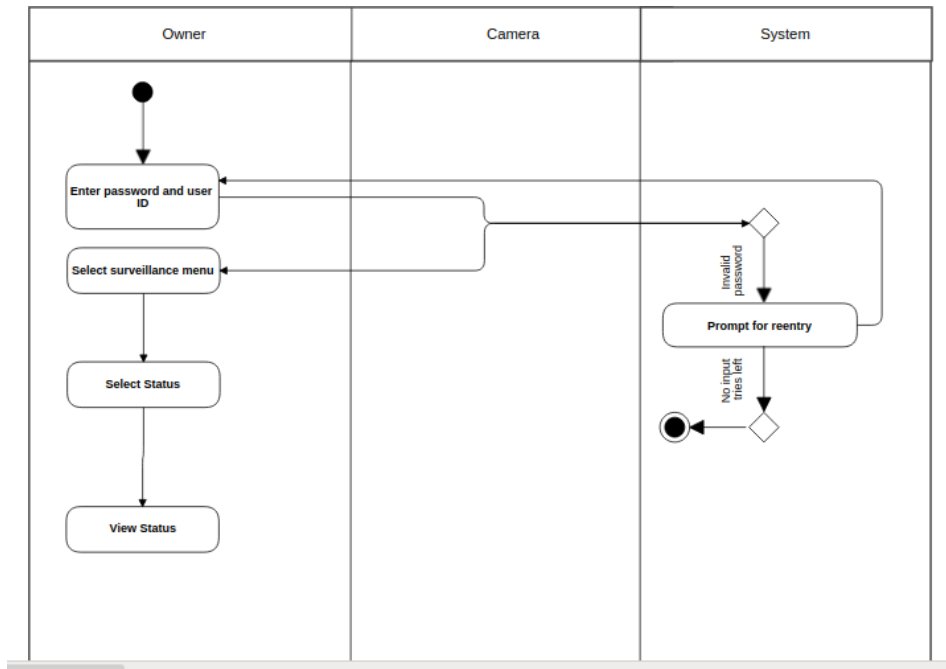 Owner
Camera
System
Enter password and user
ID
Select surveillance menu
Invalid
password
Prompt for reentry
Select Status
No input
tries left
View Status